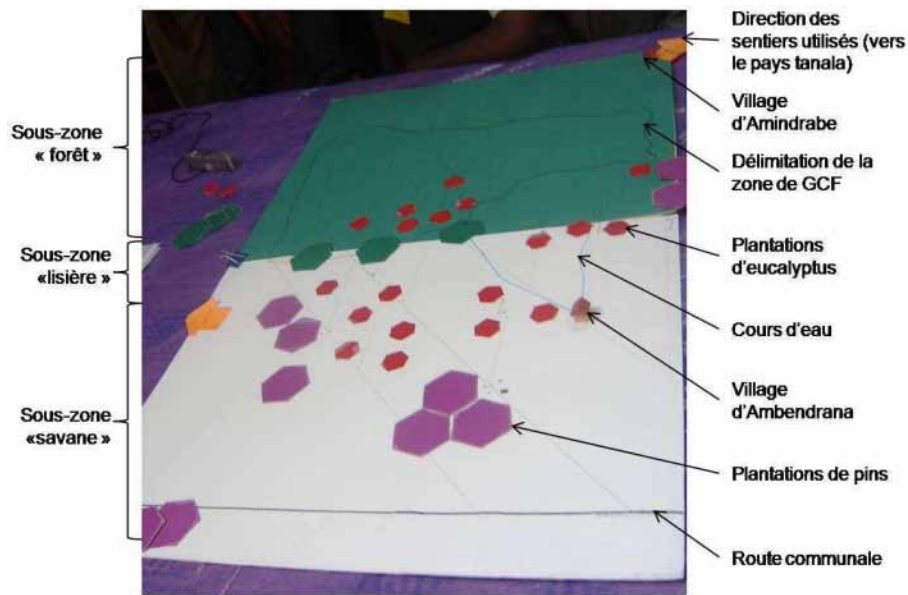 Sous-zone
« forêt »
Sous-zone
«lisière »
Sous-zone
«savane »
Direction des
sentiers utilisés (vers
le pays tanala)
Village
d'Amindrabe
Délimitation de la
zone de GCF
Plantations
d'eucalyptus
Cours d'eau
Village
d'Ambendrana
Plantations de pins
Route communale